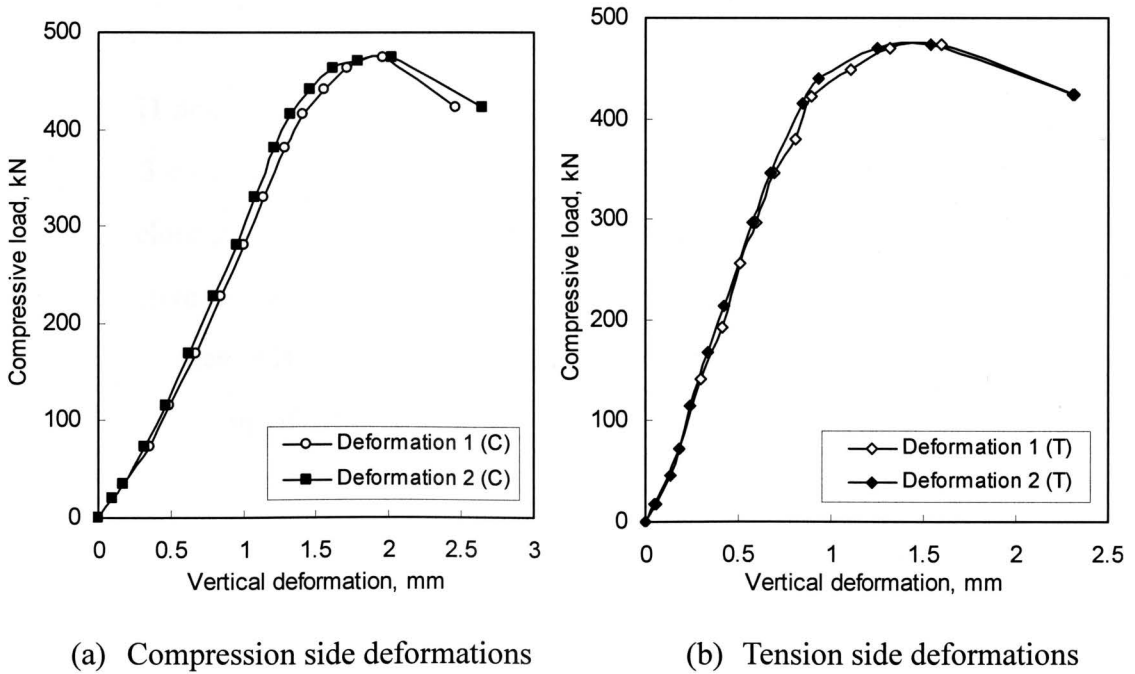 500
400
300
200
100
0
Compressive load, kN
Deformation 1 (C)
Deformation 2 (C)
0 0.5 1 1.5 2 2.5 3
Vertical deformation, mm
(a) Compression side deformations
500
400
300
200
100
0
Compressive load, kN
Deformation 1 (T)
Deformation 2 (T)
0 0.5 1 1.5 2 2.5
Vertical deformation, mm
(b) Tension side deformations